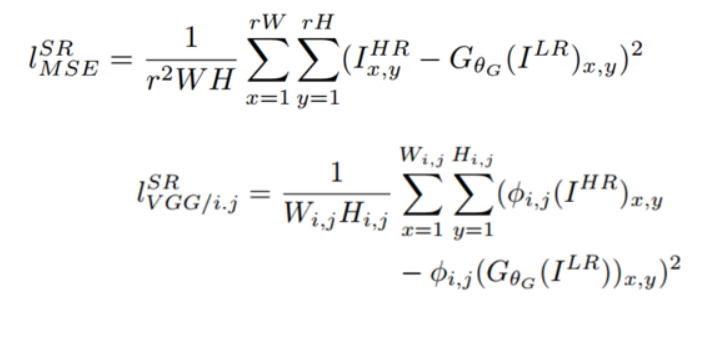 l^{SR}_{MSE} = \frac{1}{r^2WH} \sum_{x=1}^{rW} \sum_{y=1}^{rH} (I^{HR}_{x,y} - G_{\theta_G}(I^{LR})_{x,y})^2
l^{SR}_{VGG/i.j} = \frac{1}{W_{i,j}H_{i,j}} \sum_{x=1}^{W_{i,j}} \sum_{y=1}^{H_{i,j}} (\phi_{i,j}(I^{HR})_{x,y}
- \phi_{i,j}(G_{\theta_G}(I^{LR}))_{x,y})^2